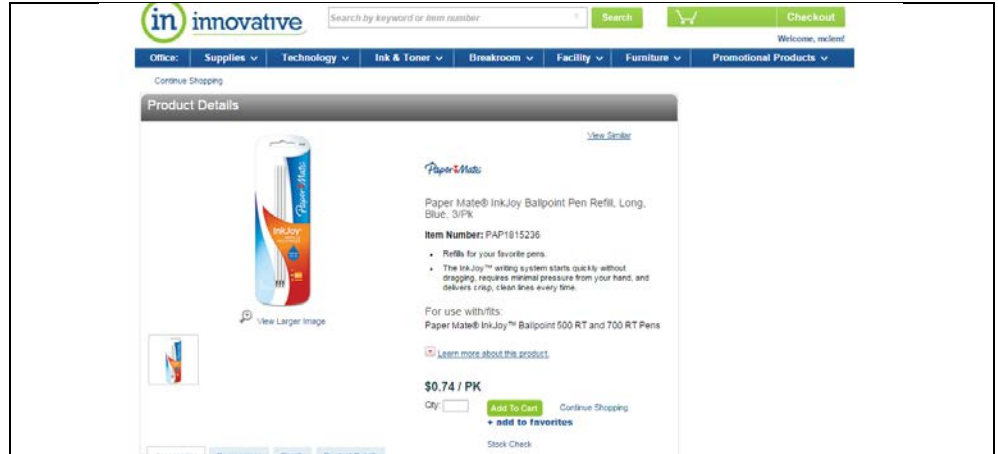 in innovative
Search by keyword or item number
Search
Checkout
Welcome, mclent
Office: Supplies Technology Ink & Toner Breakroom Facility Furniture Promotional Products
Continue Shopping
Product Details
View Similar
PaperMate
InkJoy
Paper Mate
Paper Mate® InkJoy Ballpoint Pen Refill, Long,
Blue, 3/Pk
Item Number: PAP1815236
• Refills for your favorite pens.
• The InkJoy™ writing system starts quickly without
dragging, requires minimal pressure from your hand, and
delivers crisp, clean lines every time.
For use with/fits:
Paper Mate® InkJoy™ Ballpoint 500 RT and 700 RT Pens
View Larger Image
Learn more about this product.
$0.74 / PK
Qty: Add To Cart Continue Shopping
+ add to favorites
Stock Check